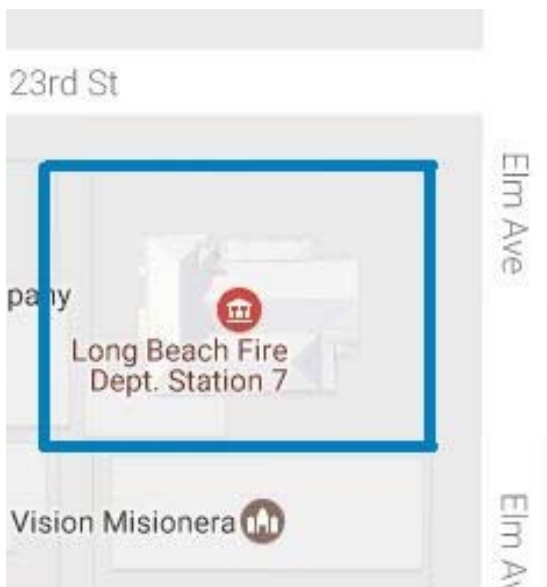 23rd St
Elm Ave
pany
Long Beach Fire
Dept. Station 7
Vision Misionera
Elm Av